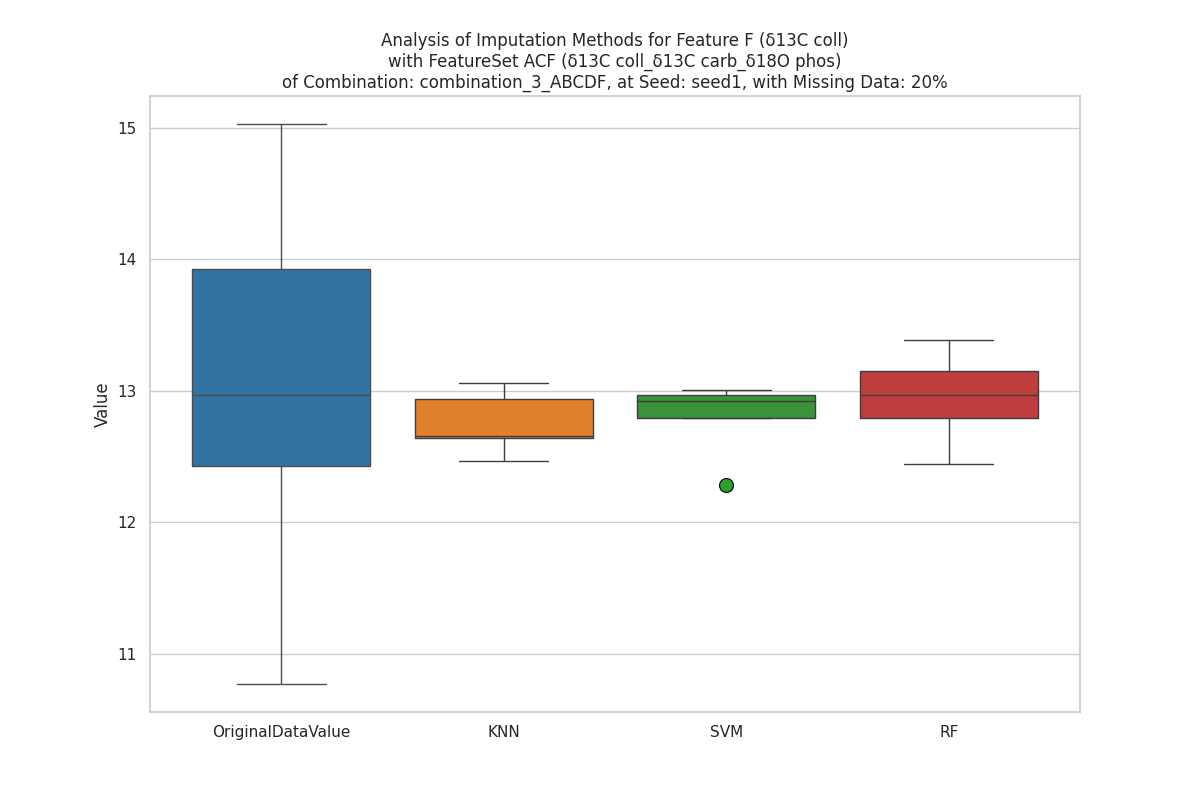 Analysis of Imputation Methods for Feature F (δ13C coll)
with FeatureSet ACF (δ13C coll_δ13C carb_δ18O phos)
of Combination: combination_3_ABCDF, at Seed: seed1, with Missing Data: 20%
15
14
13
12
11
Value
OriginalDataValue
KNN
SVM
RF